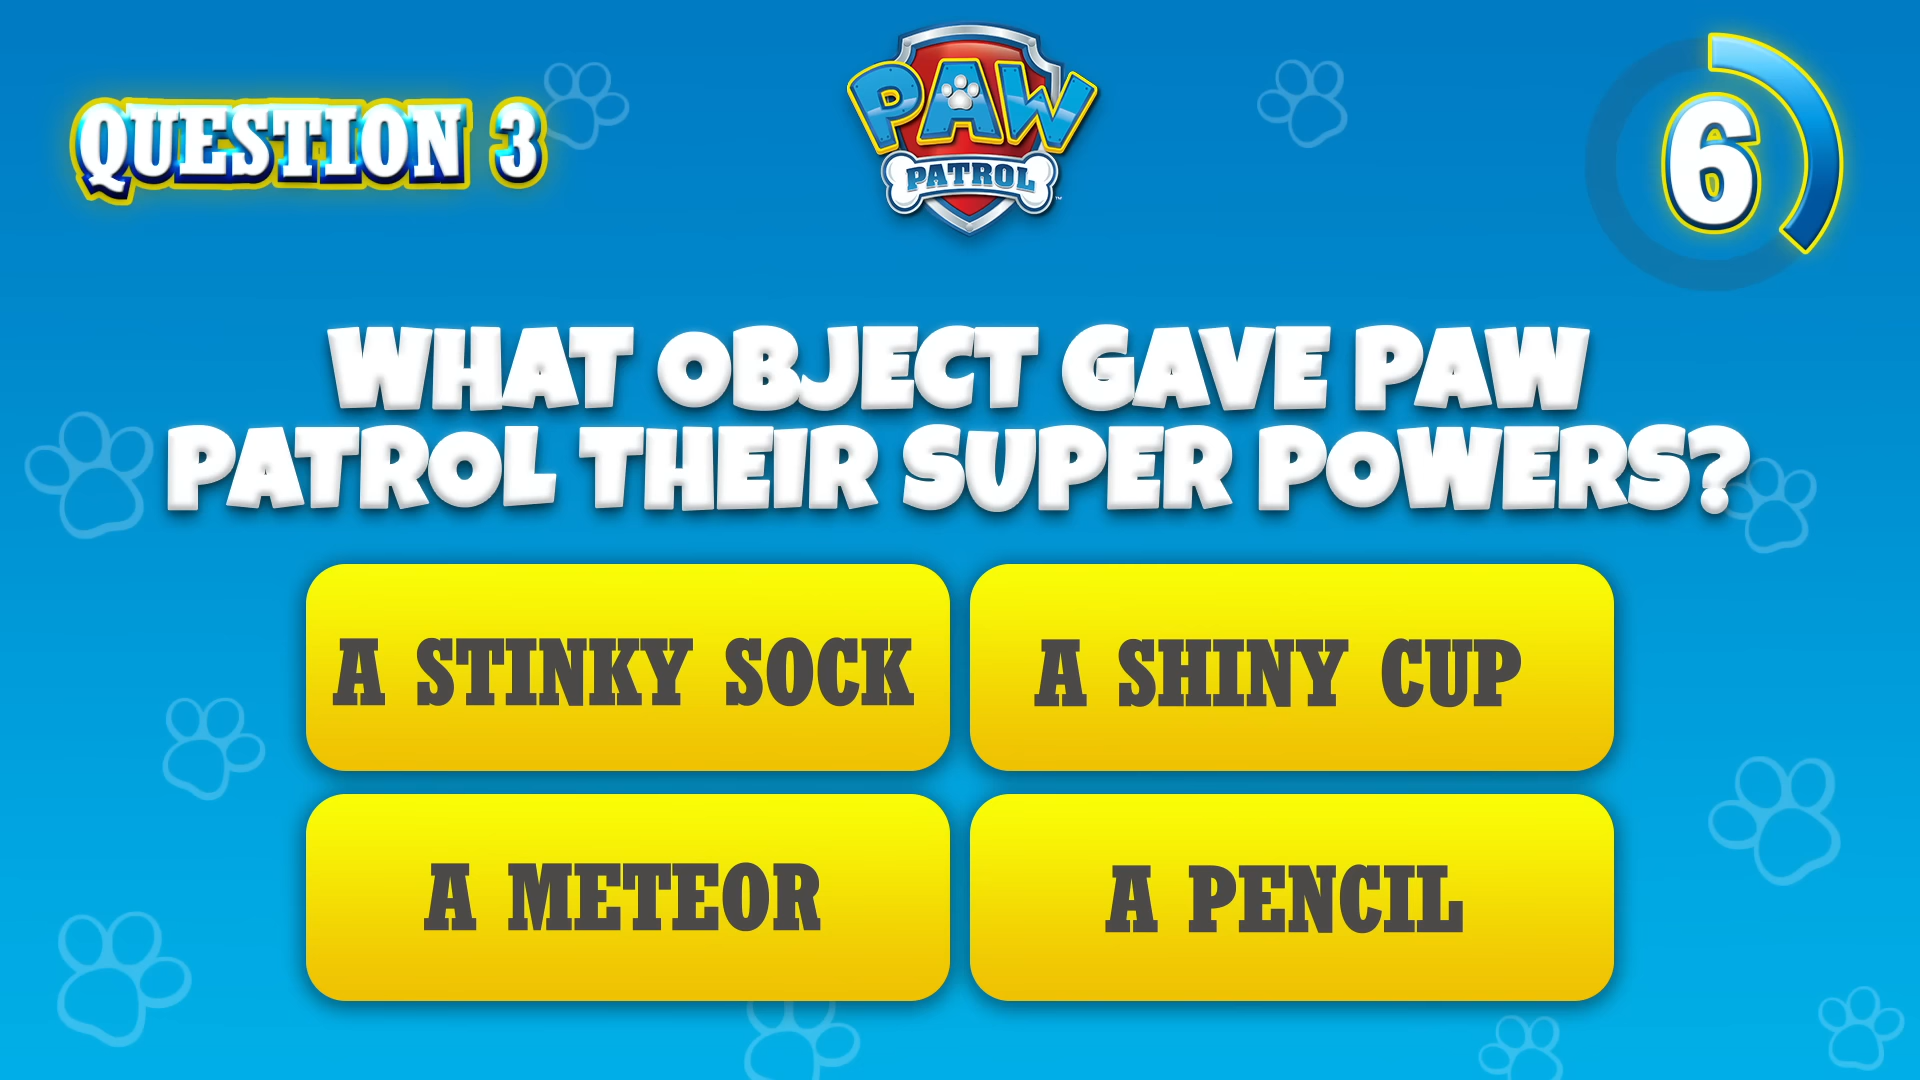 QUESTION 3
PAW
PATROL
TM
6
WHAT OBJECT GAVE PAW
PATROL THEIR SUPER POWERS?
A STINKY SOCK
A SHINY CUP
A METEOR
A PENCIL